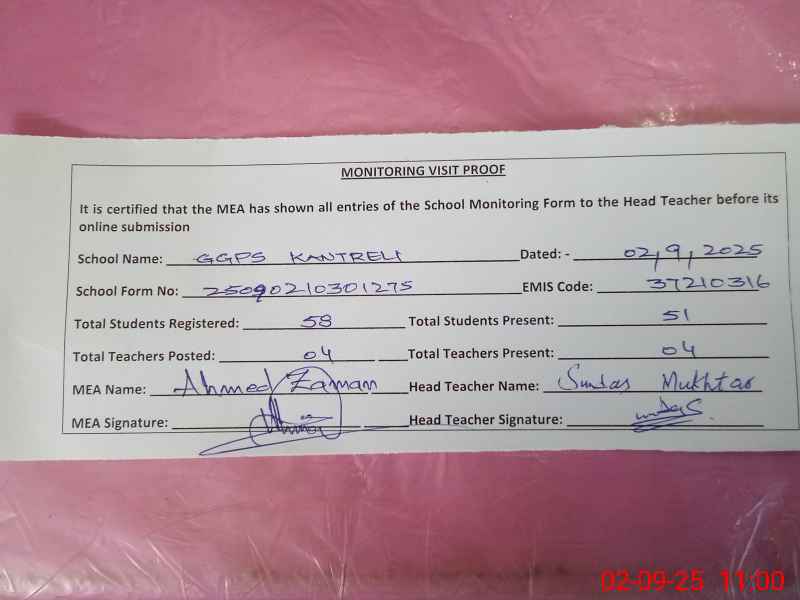 MONITORING VISIT PROOF
It is certified that the MEA has shown all entries of the School Monitoring Form to the Head Teacher before its
online submission
School Name: GGPS KANTRELI Dated: - 02,9,2025
School Form No: 25090210301275 EMIS Code: 37210316
Total Students Registered: 58 Total Students Present: 51
Total Teachers Posted: 04 Total Teachers Present: 04
MEA Name: Ahmed Zaman Head Teacher Name: Sundas Mukhtar
MEA Signature: Head Teacher Signature:
02-09-25 11:00